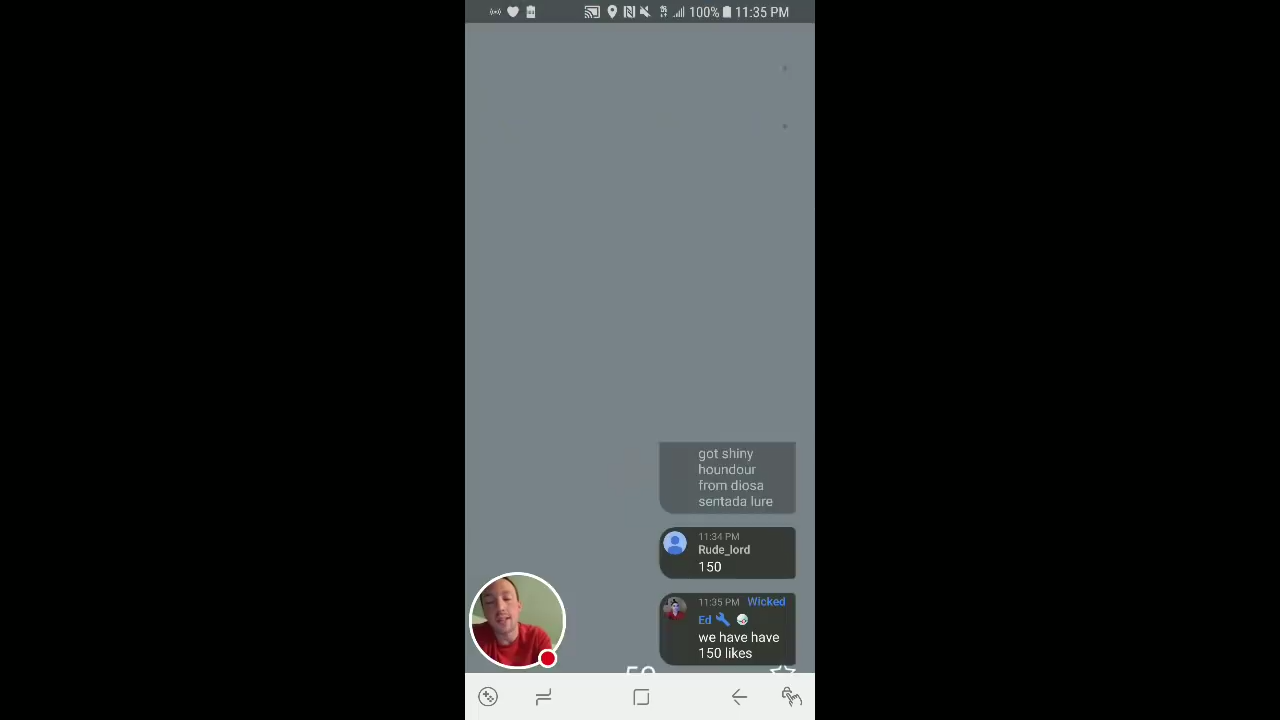 100% 11:35 PM
got shiny
houndour
from diosa
sentada lure
11:34 PM
Rude_lord
150
11:35 PM Wicked
Ed
we have have
150 likes